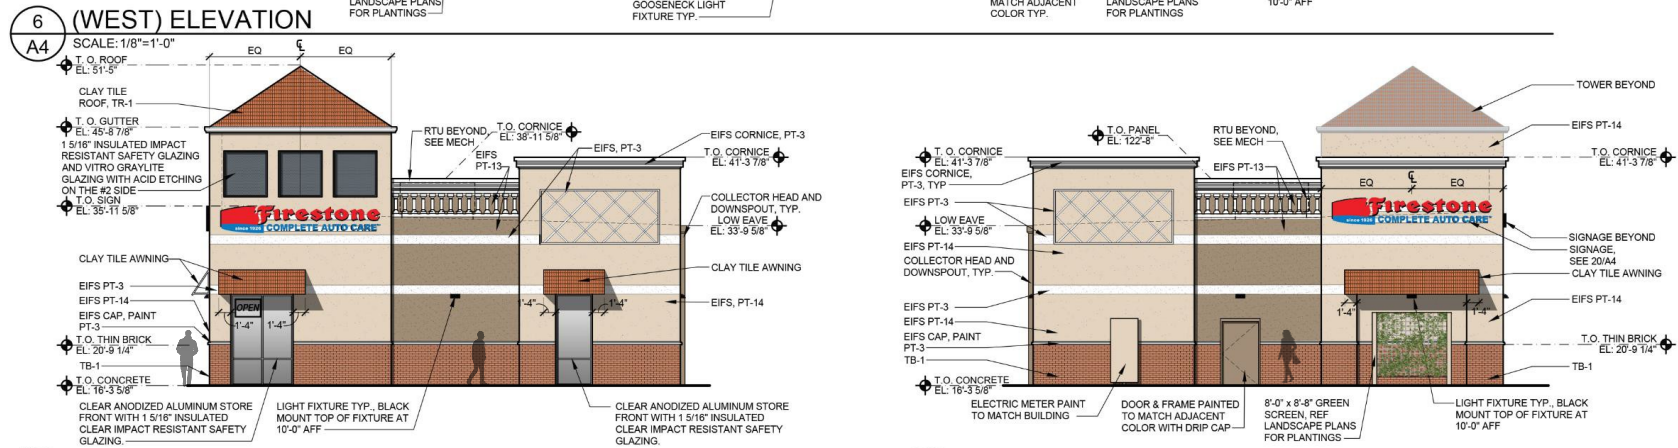 LANDSCAPE PLANS
FOR PLANTINGS
GOOSENECK LIGHT
FIXTURE TYP.
MATCH ADJACENT
COLOR TYP.
LANDSCAPE PLANS
FOR PLANTINGS
10'-0" AFF
6
A4
(WEST) ELEVATION
SCALE: 1/8"=1'-0"
EQ
EQ
T. O. ROOF
EL: 51'-5"
CLAY TILE
ROOF, TR-1
T. O. GUTTER
EL: 45'-8 7/8"
1 5/16" INSULATED IMPACT
RESISTANT SAFETY GLAZING
AND VITRO GRAYLITE
GLAZING WITH ACID ETCHING
ON THE #2 SIDE
T.O. SIGN
EL: 35'-11 5/8"
CLAY TILE AWNING
EIFS PT-3
EIFS PT-14
EIFS CAP, PAINT
PT-3
T.O. THIN BRICK
EL: 20'-9 1/4"
TB-1
T.O. CONCRETE
EL: 16'-3 5/8"
CLEAR ANODIZED ALUMINUM STORE
FRONT WITH 1 5/16" INSULATED
CLEAR IMPACT RESISTANT SAFETY
GLAZING.
Firestone
since 1926 COMPLETE AUTO CARE
OPEN
1'-4"
1'-4"
RTU BEYOND,
SEE MECH
T.O. CORNICE
EL: 38'-11 5/8"
EIFS
PT-13
EIFS, PT-3
EIFS CORNICE, PT-3
T.O. CORNICE
EL: 41'-3 7/8"
COLLECTOR HEAD AND
DOWNSPOUT, TYP.
LOW EAVE
EL: 33'-9 5/8"
CLAY TILE AWNING
1'-4"
1'-4"
EIFS, PT-14
LIGHT FIXTURE TYP., BLACK
MOUNT TOP OF FIXTURE AT
10'-0" AFF
CLEAR ANODIZED ALUMINUM STORE
FRONT WITH 1 5/16" INSULATED
CLEAR IMPACT RESISTANT SAFETY
GLAZING.
T. O. CORNICE
EL: 41'-3 7/8"
EIFS CORNICE,
PT-3, TYP
EIFS PT-3
LOW EAVE
EL: 33'-9 5/8"
EIFS PT-14
COLLECTOR HEAD AND
DOWNSPOUT, TYP.
EIFS PT-3
EIFS PT-14
EIFS CAP, PAINT
PT-3
TB-1
T.O. CONCRETE
EL: 16'-3 5/8"
T.O. PANEL
EL: 122'-8"
RTU BEYOND,
SEE MECH
EIFS PT-13
EQ
EQ
Firestone
since 1926 COMPLETE AUTO CARE
1'-4"
1'-4"
TOWER BEYOND
EIFS PT-14
T.O. CORNICE
EL: 41'-3 7/8"
SIGNAGE BEYOND
SIGNAGE,
SEE 20/A4
CLAY TILE AWNING
EIFS PT-14
T.O. THIN BRICK
EL: 20'-9 1/4"
TB-1
ELECTRIC METER PAINT
TO MATCH BUILDING
DOOR & FRAME PAINTED
TO MATCH ADJACENT
COLOR WITH DRIP CAP
8'-0" x 8'-8" GREEN
SCREEN, REF
LANDSCAPE PLANS
FOR PLANTINGS
LIGHT FIXTURE TYP., BLACK
MOUNT TOP OF FIXTURE AT
10'-0" AFF